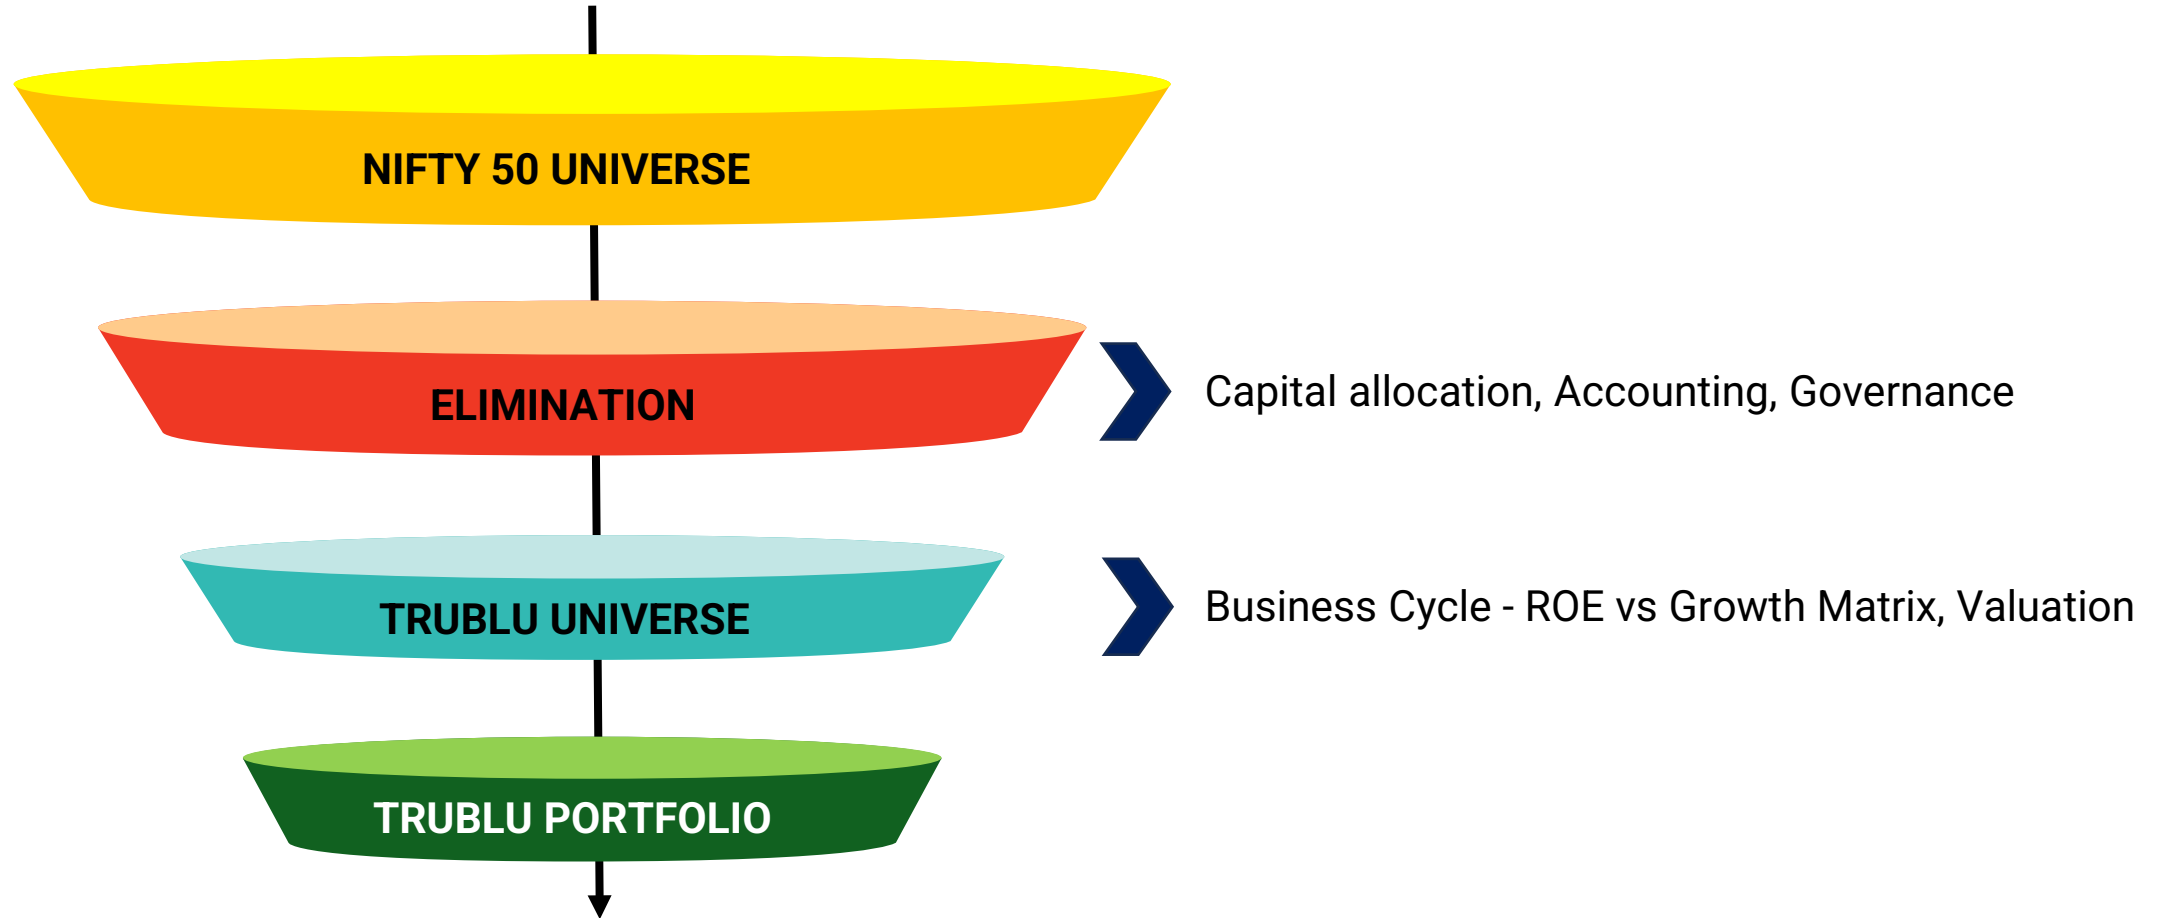 NIFTY 50 UNIVERSE
ELIMINATION
Capital allocation, Accounting, Governance
TRUBLU UNIVERSE
Business Cycle - ROE vs Growth Matrix, Valuation
TRUBLU PORTFOLIO